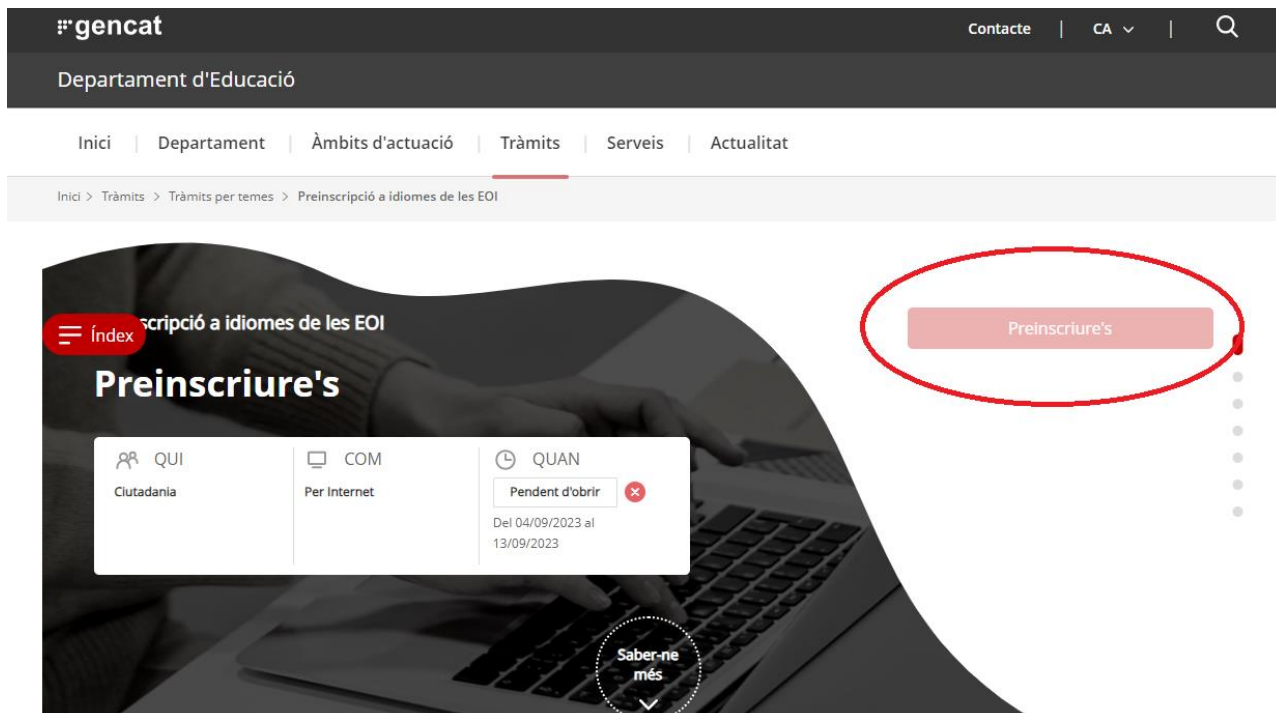 gencat
Contacte | CA | 
Departament d'Educació
Inici | Departament | Àmbits d'actuació | Tràmits | Serveis | Actualitat
Inici > Tràmits > Tràmits per temes > Preinscripció a idiomes de les EOI
scripció a idiomes de les EOI
Índex
Preinscriure's
Preinscriure's
QUI
Ciutadania
COM
Per Internet
QUAN
Pendent d'obrir
Del 04/09/2023 al
13/09/2023
Saber-ne
més